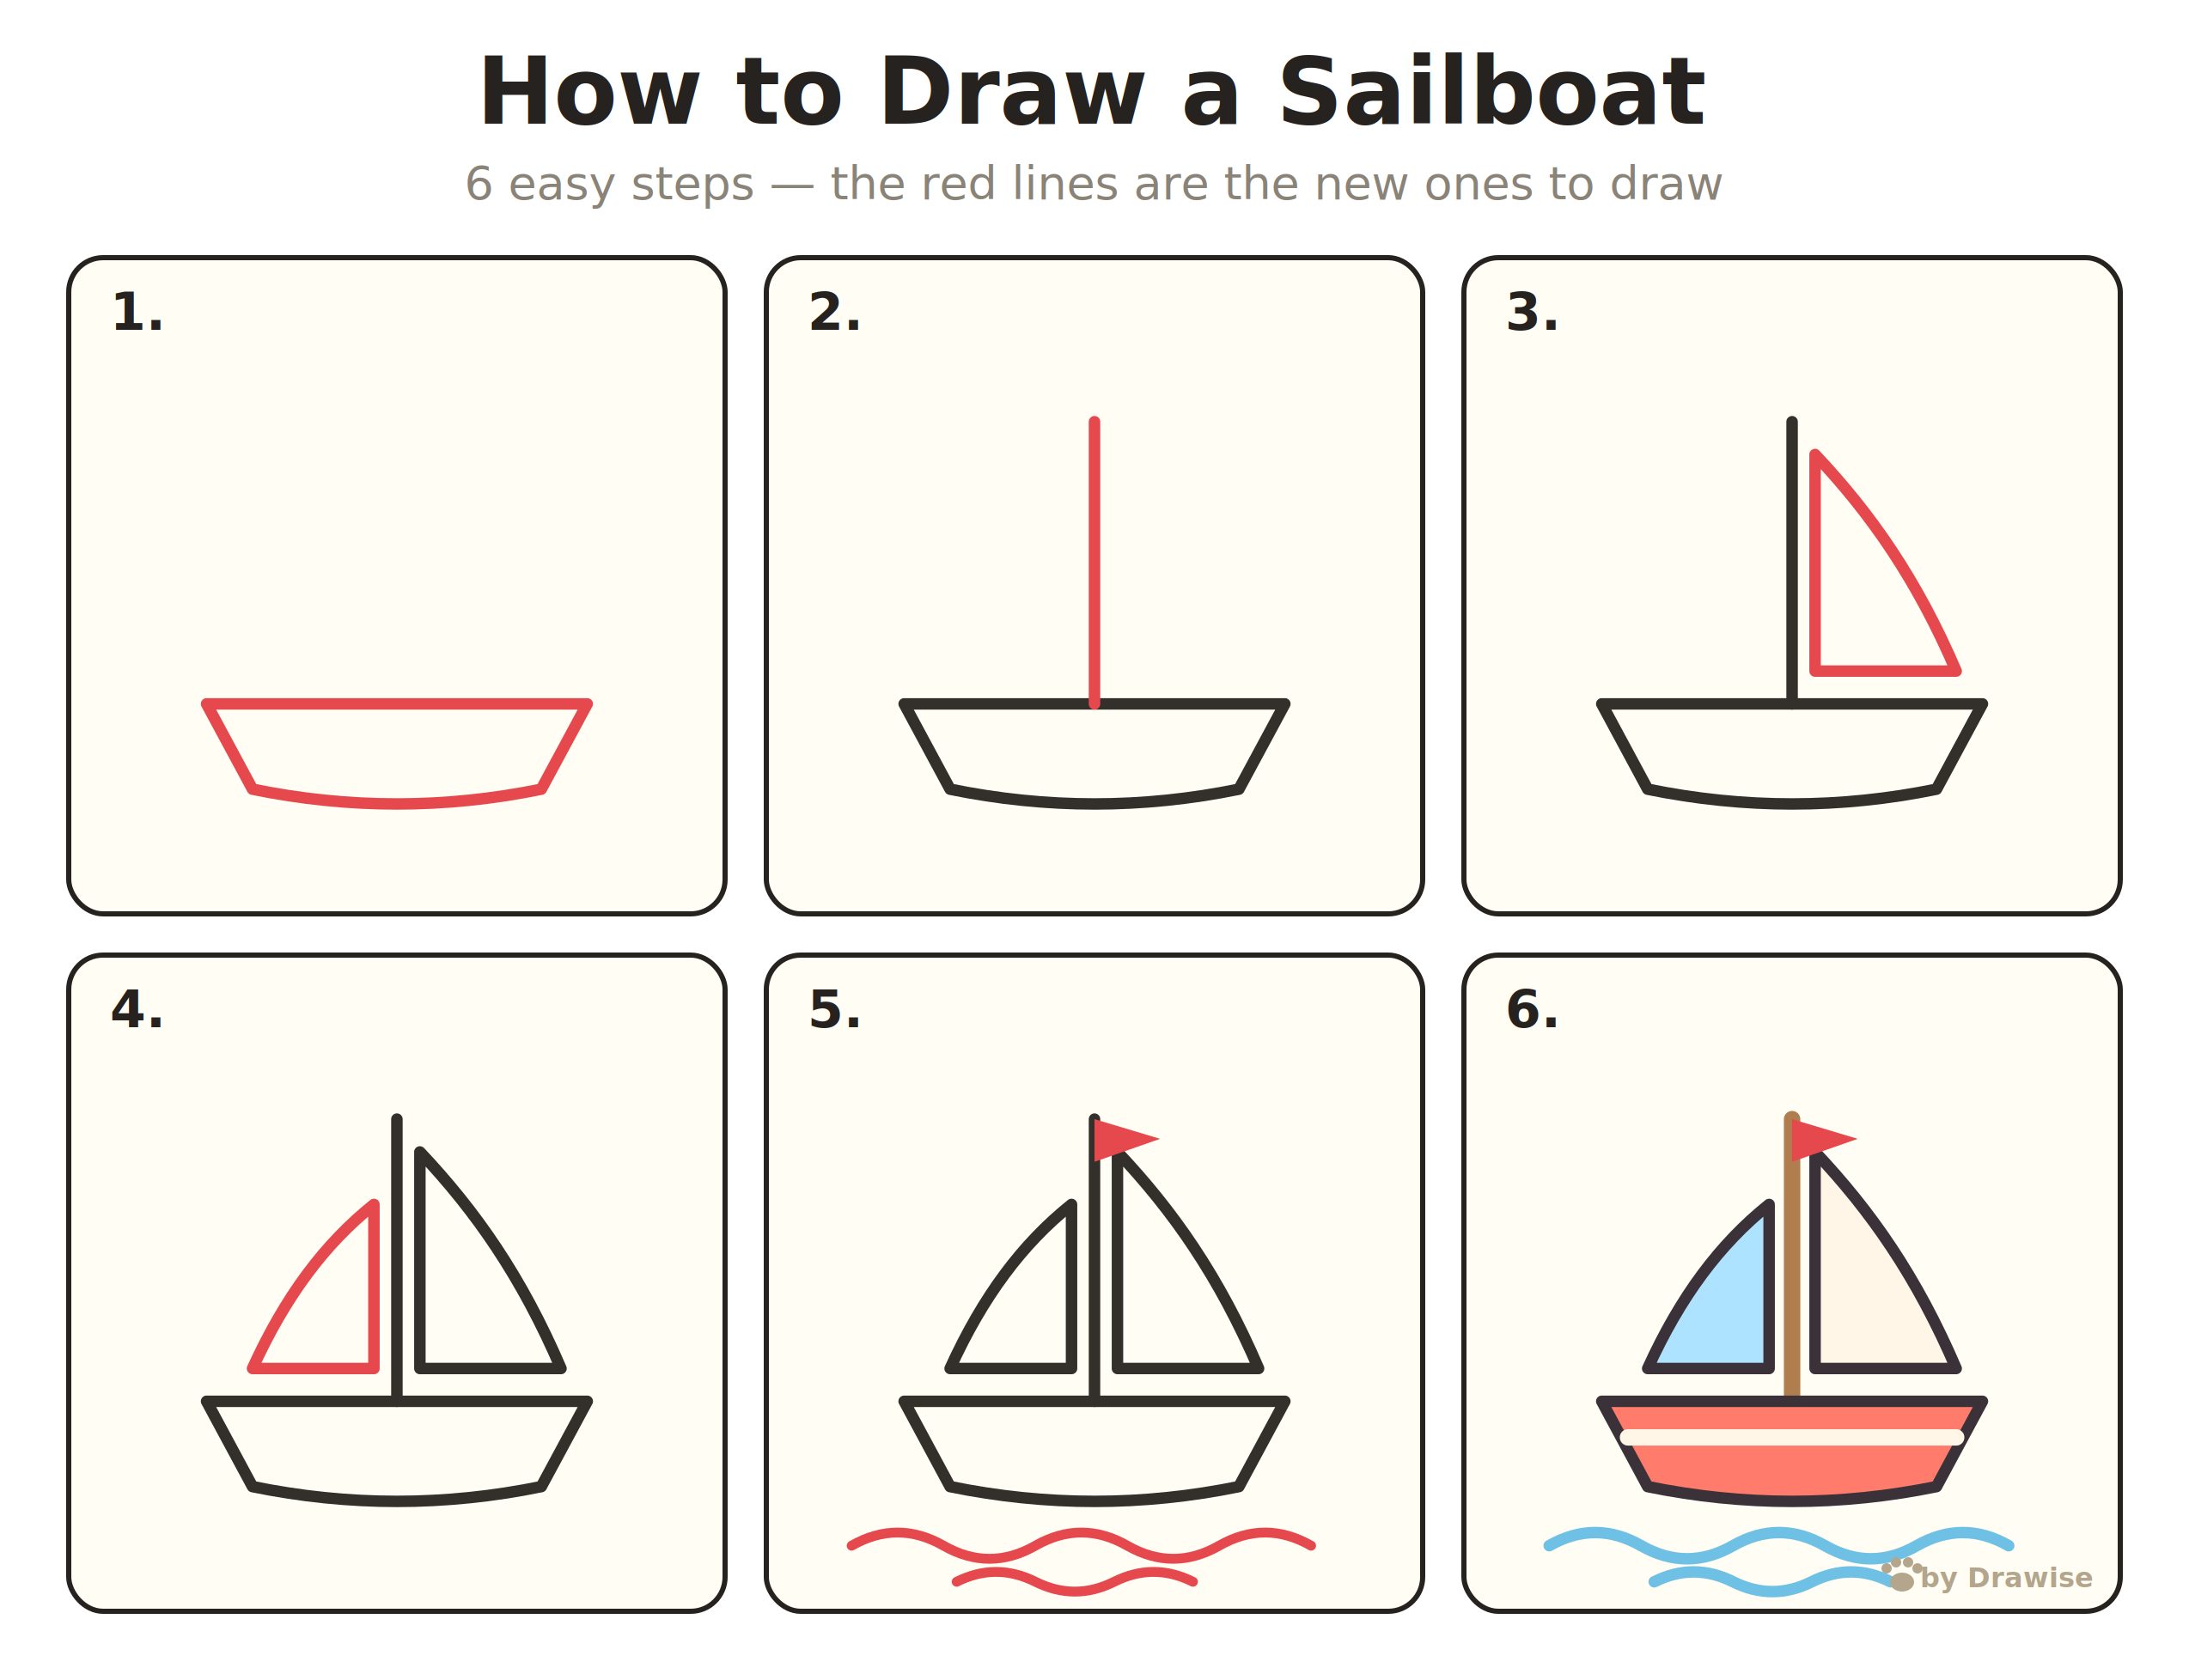 How to Draw a Sailboat
6 easy steps — the red lines are the new ones to draw
1.
2.
3.
4.
5.
6.
by Drawise